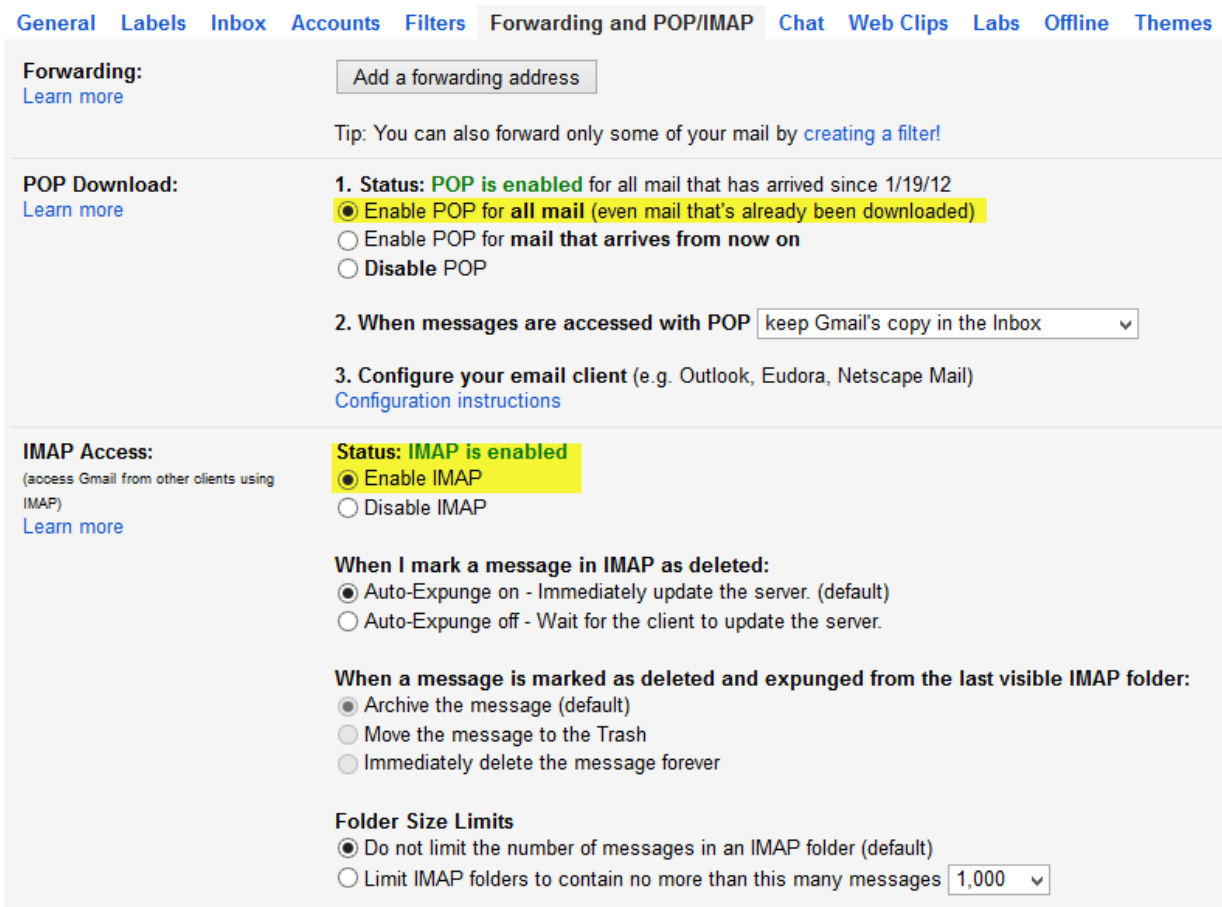 General Labels Inbox Accounts Filters Forwarding and POP/IMAP Chat Web Clips Labs Offline Themes
Forwarding:
Learn more
Add a forwarding address
Tip: You can also forward only some of your mail by creating a filter!
POP Download:
Learn more
1. Status: POP is enabled for all mail that has arrived since 1/19/12
Enable POP for all mail (even mail that's already been downloaded)
Enable POP for mail that arrives from now on
Disable POP
2. When messages are accessed with POP keep Gmail's copy in the Inbox
3. Configure your email client (e.g. Outlook, Eudora, Netscape Mail)
Configuration instructions
IMAP Access:
(access Gmail from other clients using
IMAP)
Learn more
Status: IMAP is enabled
Enable IMAP
Disable IMAP
When I mark a message in IMAP as deleted:
Auto-Expunge on - Immediately update the server. (default)
Auto-Expunge off - Wait for the client to update the server.
When a message is marked as deleted and expunged from the last visible IMAP folder:
Archive the message (default)
Move the message to the Trash
Immediately delete the message forever
Folder Size Limits
Do not limit the number of messages in an IMAP folder (default)
Limit IMAP folders to contain no more than this many messages 1,000